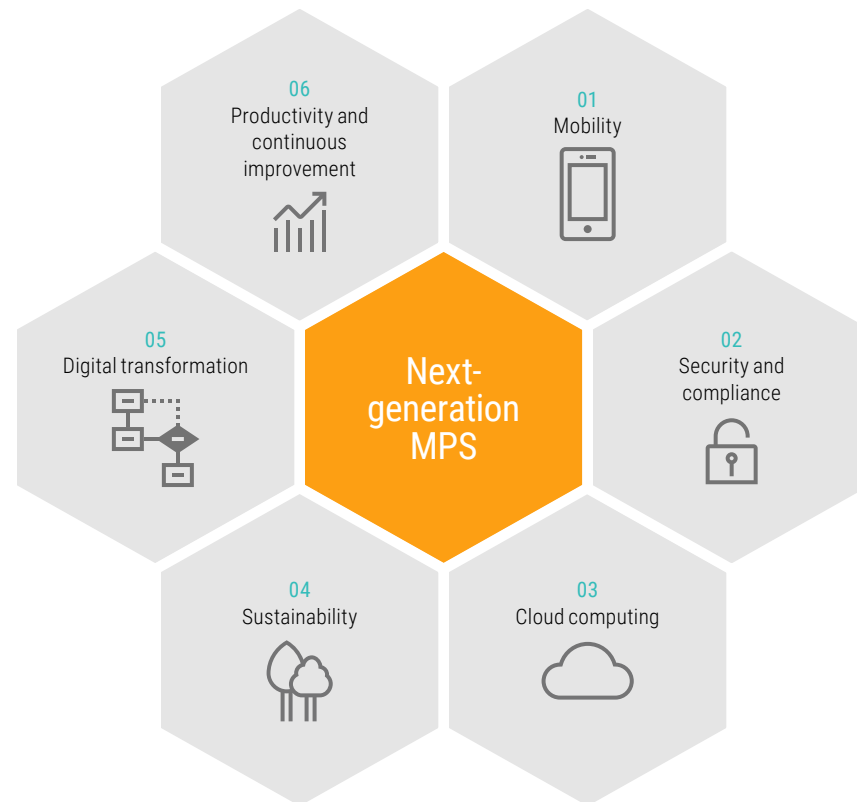 06
Productivity and
continuous
improvement
01
Mobility
05
Digital transformation
Next-
generation
MPS
02
Security and
compliance
04
Sustainability
03
Cloud computing